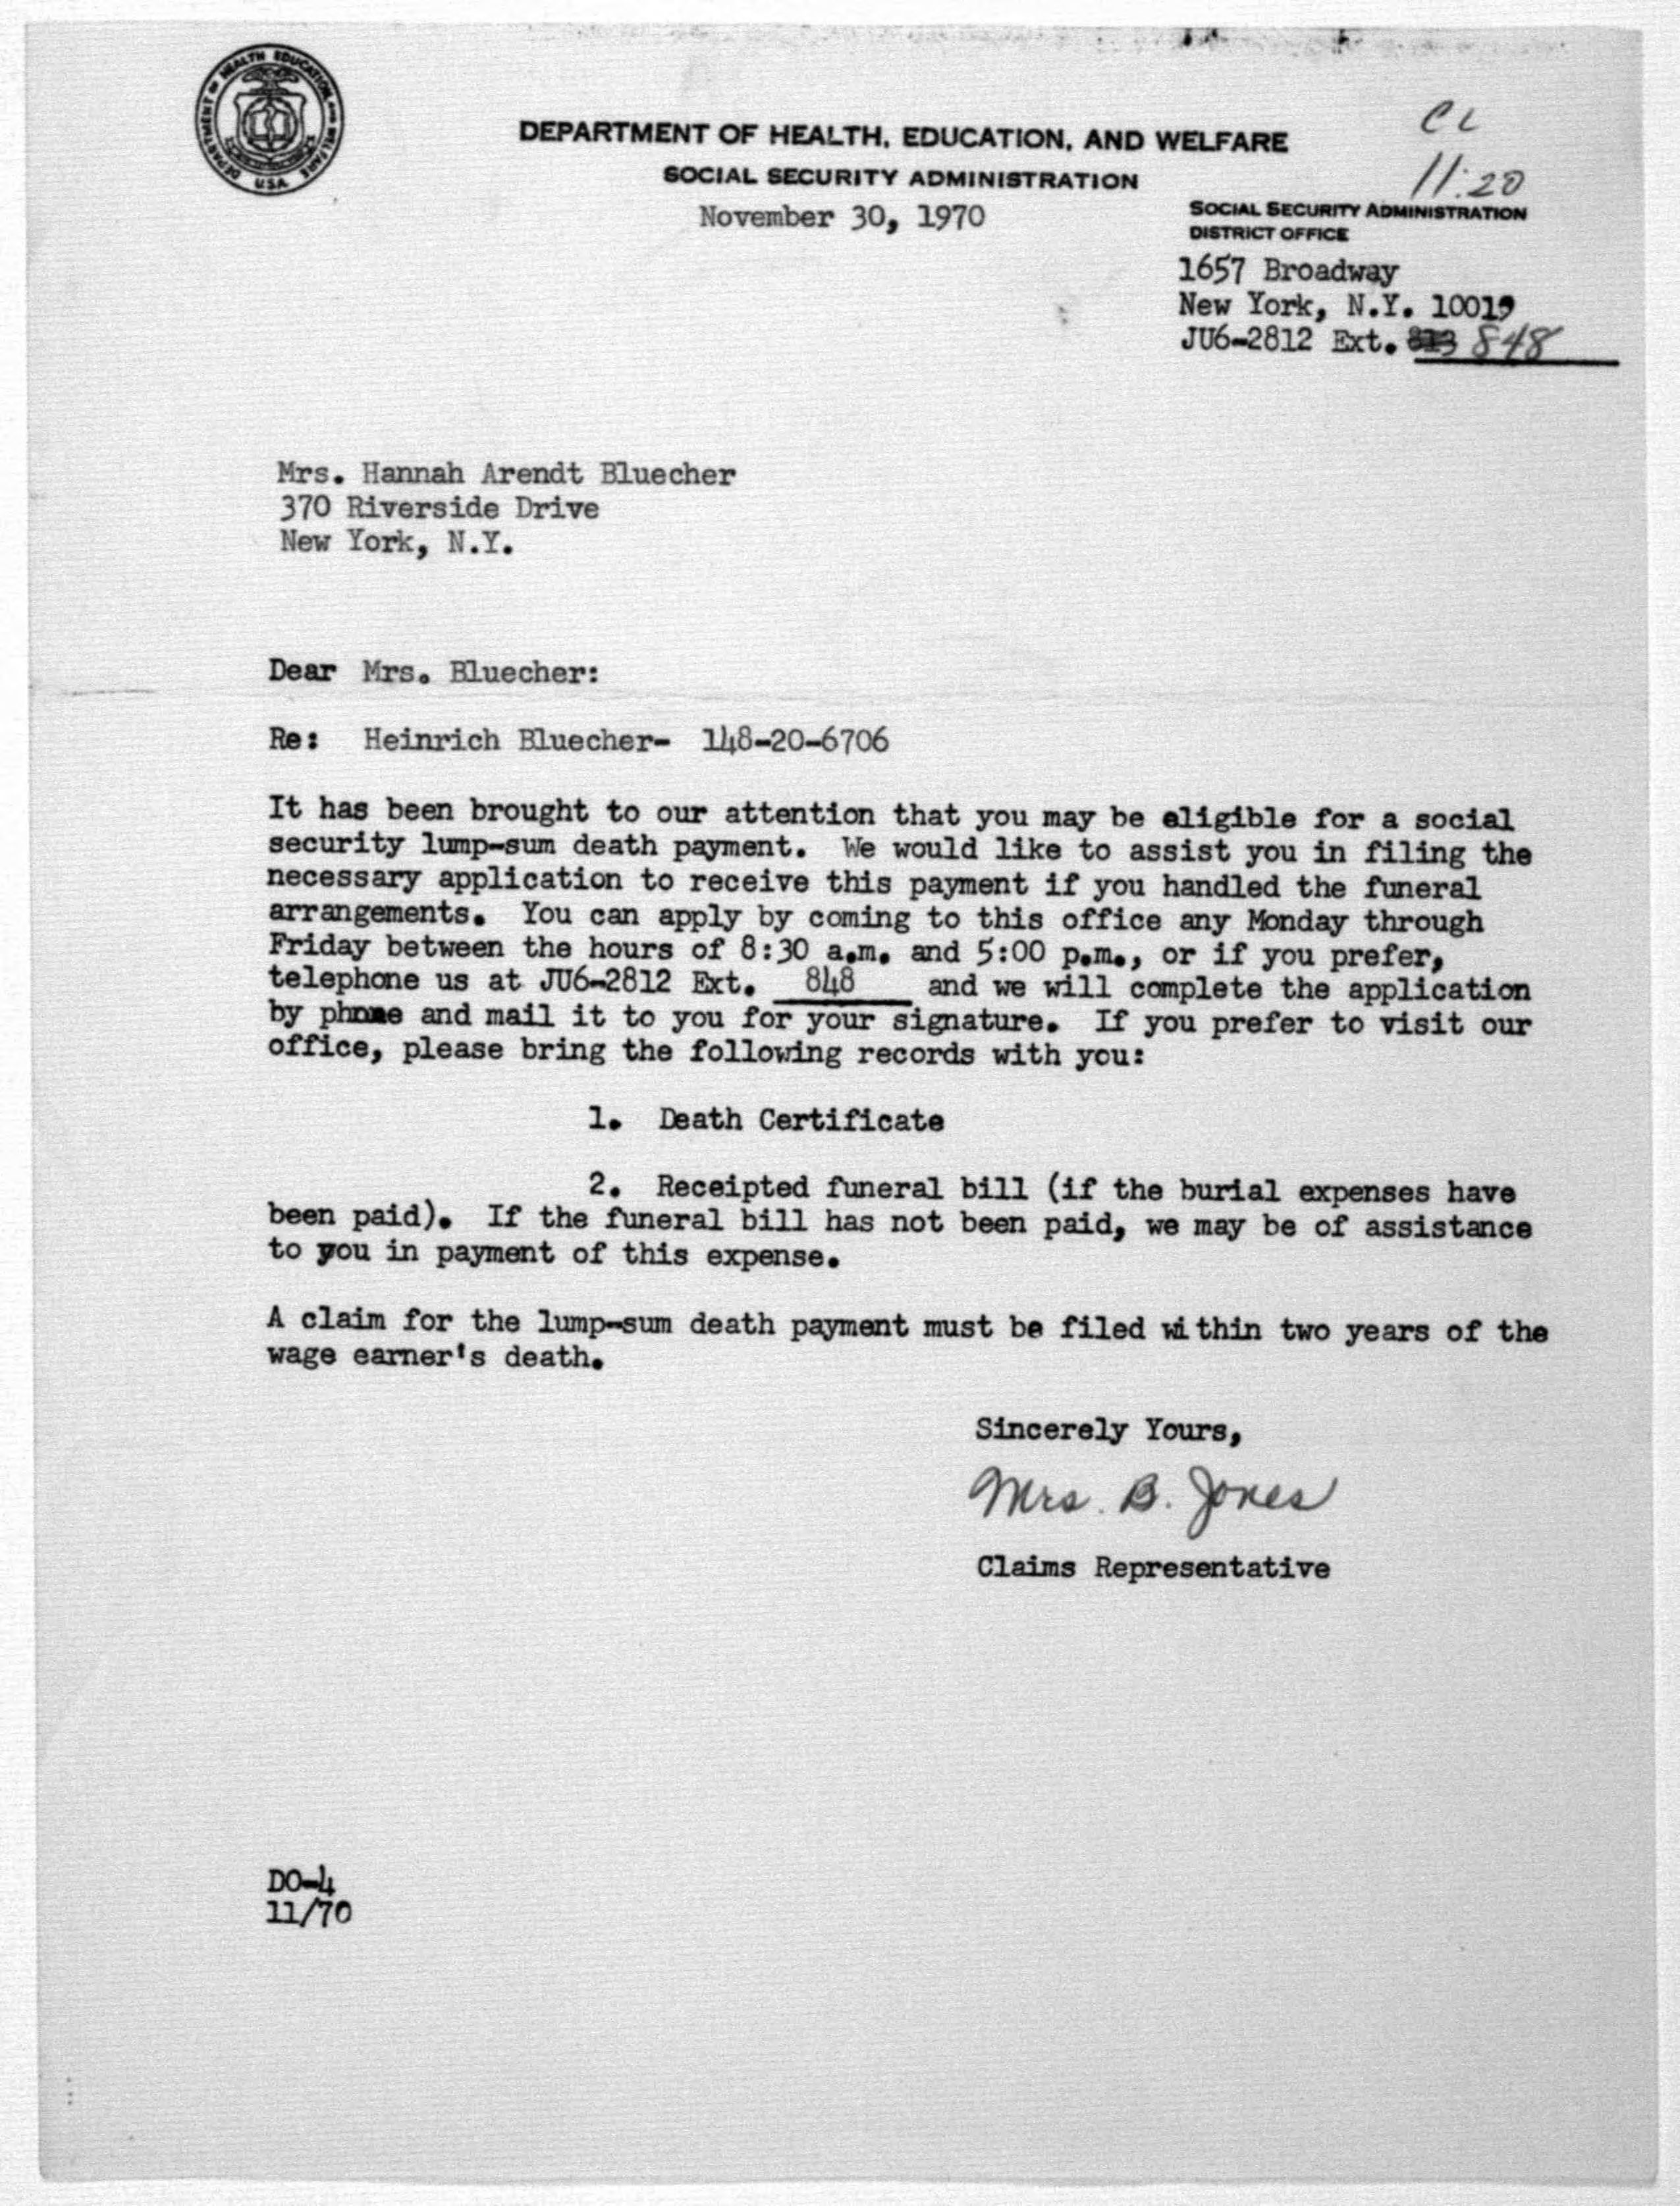 DEPARTMENT OF HEALTH EDUCATION AND WELFARE
USA
DEPARTMENT OF HEALTH, EDUCATION, AND WELFARE
SOCIAL SECURITY ADMINISTRATION
November 30, 1970
CL
11:20
SOCIAL SECURITY ADMINISTRATION
DISTRICT OFFICE
1657 Broadway
New York, N.Y. 10019
JU6-2812 Ext. 813 848
Mrs. Hannah Arendt Bluecher
370 Riverside Drive
New York, N.Y.
Dear Mrs. Bluecher:
Re: Heinrich Bluecher- 148-20-6706
It has been brought to our attention that you may be eligible for a social
security lump-sum death payment. We would like to assist you in filing the
necessary application to receive this payment if you handled the funeral
arrangements. You can apply by coming to this office any Monday through
Friday between the hours of 8:30 a.m. and 5:00 p.m., or if you prefer,
telephone us at JU6-2812 Ext. 848 and we will complete the application
by phone and mail it to you for your signature. If you prefer to visit our
office, please bring the following records with you:
1. Death Certificate
2. Receipted funeral bill (if the burial expenses have
been paid). If the funeral bill has not been paid, we may be of assistance
to you in payment of this expense.
A claim for the lump-sum death payment must be filed within two years of the
wage earner's death.
Sincerely Yours,
Mrs. B. Jones
Claims Representative
DO-4
11/70